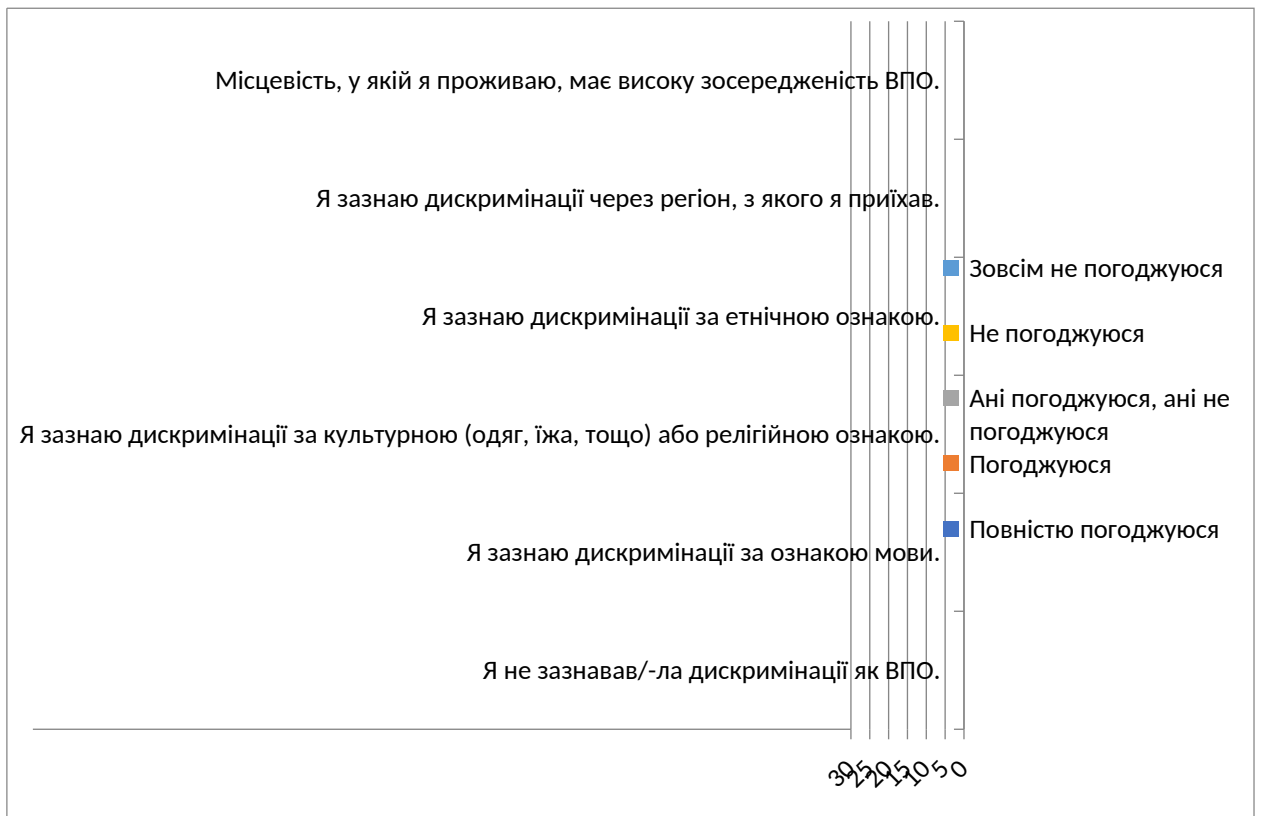 Місцевість, у якій я проживаю, має високу зосередженість ВПО.
Я зазнаю дискримінації через регіон, з якого я приїхав.
Я зазнаю дискримінації за етнічною ознакою.
Я зазнаю дискримінації за культурною (одяг, їжа, тощо) або релігійною ознакою.
Я зазнаю дискримінації за ознакою мови.
Я не зазнавав/-ла дискримінації як ВПО.
30 25 20 15 10 5 0
Зовсім не погоджуюся
Не погоджуюся
Ані погоджуюся, ані не
погоджуюся
Погоджуюся
Повністю погоджуюся